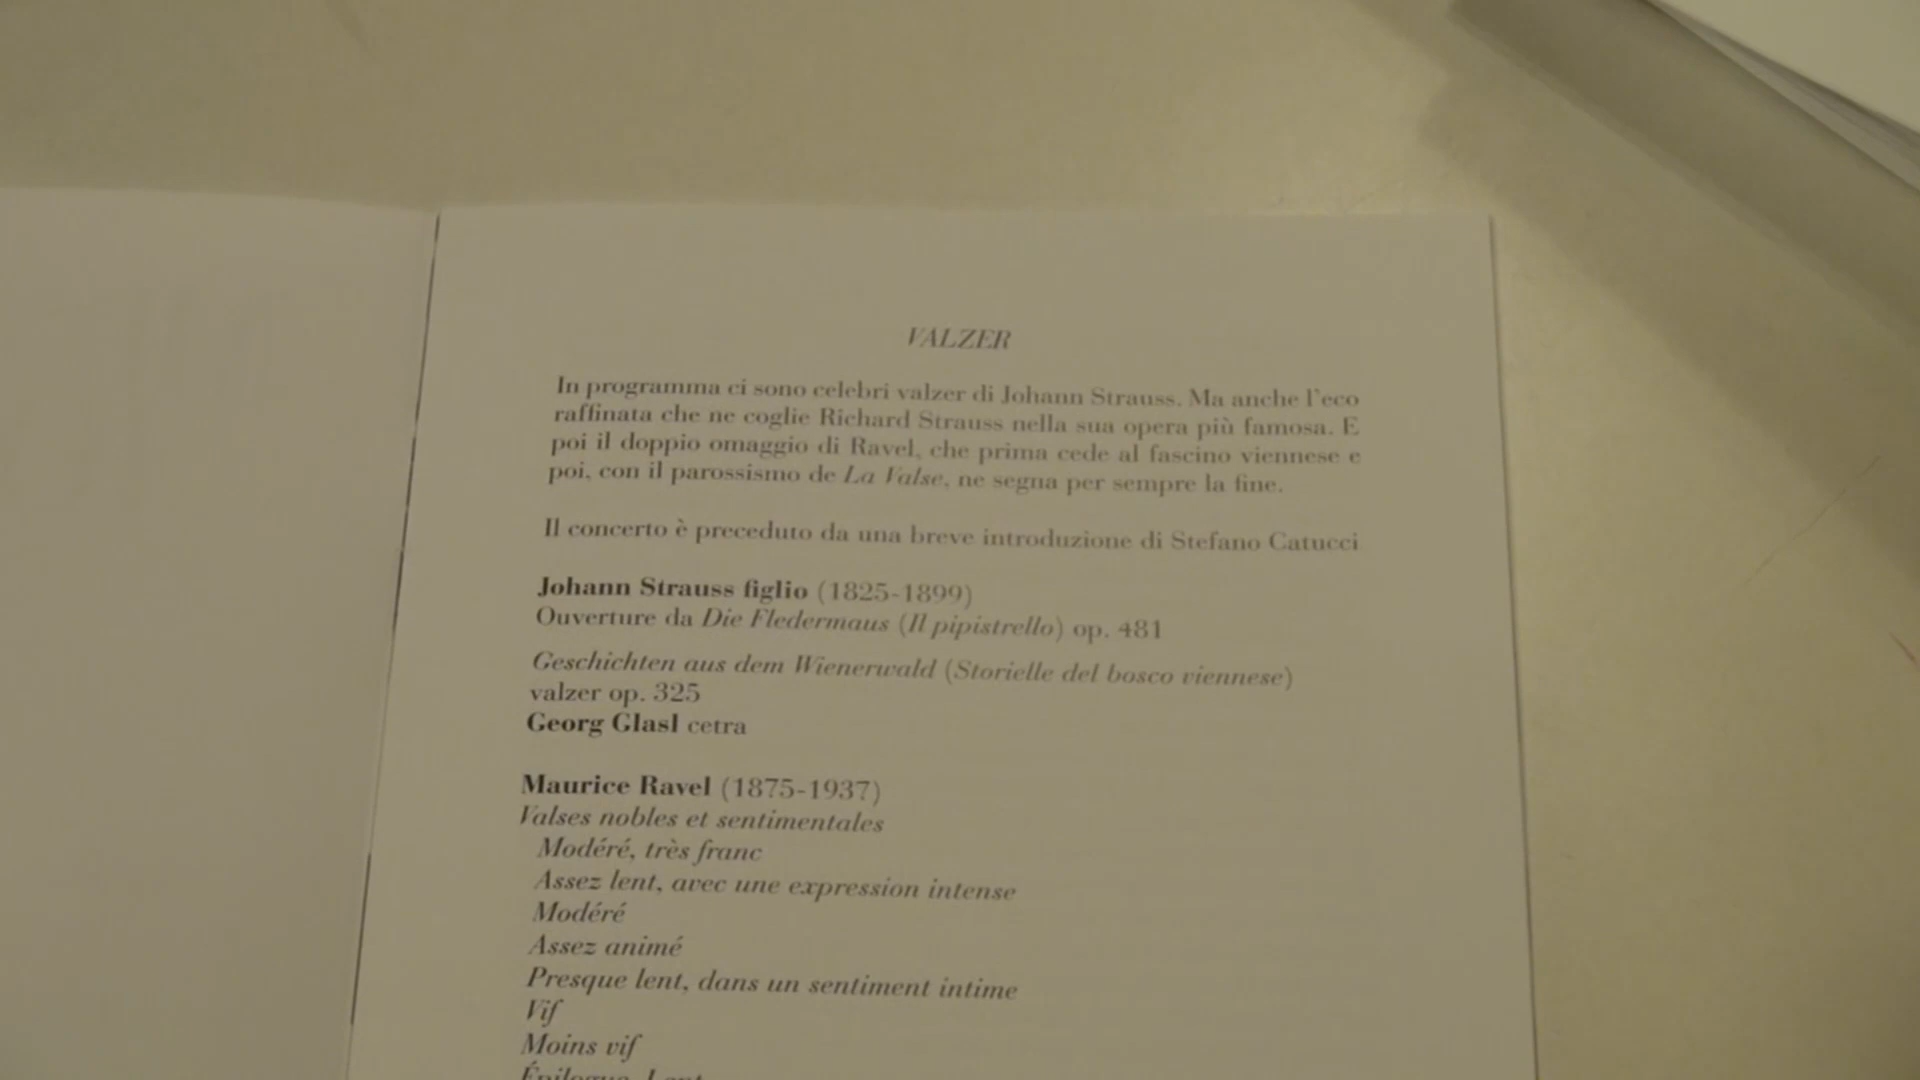 VALZER
In programma ci sono celebri valzer di Johann Strauss. Ma anche l'eco
raffinata che ne coglie Richard Strauss nella sua opera più famosa. E
poi il doppio omaggio di Ravel, che prima cede al fascino viennese e
poi, con il parossismo de La Valse, ne segna per sempre la fine.
Il concerto è preceduto da una breve introduzione di Stefano Catucci
Johann Strauss figlio (1825-1899)
Ouverture da Die Fledermaus (Il pipistrello) op. 481
Geschichten aus dem Wienerwald (Storielle del bosco viennese)
valzer op. 325
Georg Glasl cetra
Maurice Ravel (1875-1937)
Valses nobles et sentimentales
Modéré, très franc
Assez lent, avec une expression intense
Modéré
Assez animé
Presque lent, dans un sentiment intime
Vif
Moins vif
Épilogue. Lent